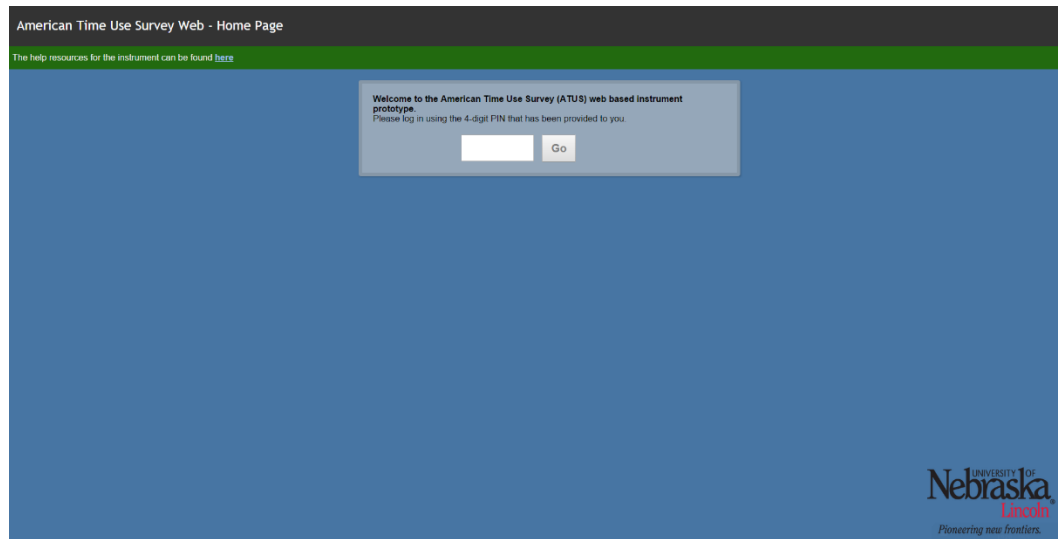 American Time Use Survey Web - Home Page
The help resources for the instrument can be found here
Welcome to the American Time Use Survey (ATUS) web based instrument
prototype.
Please log in using the 4-digit PIN that has been provided to you.
Go
UNIVERSITY OF
Nebraska®
Lincoln
Pioneering new frontiers.